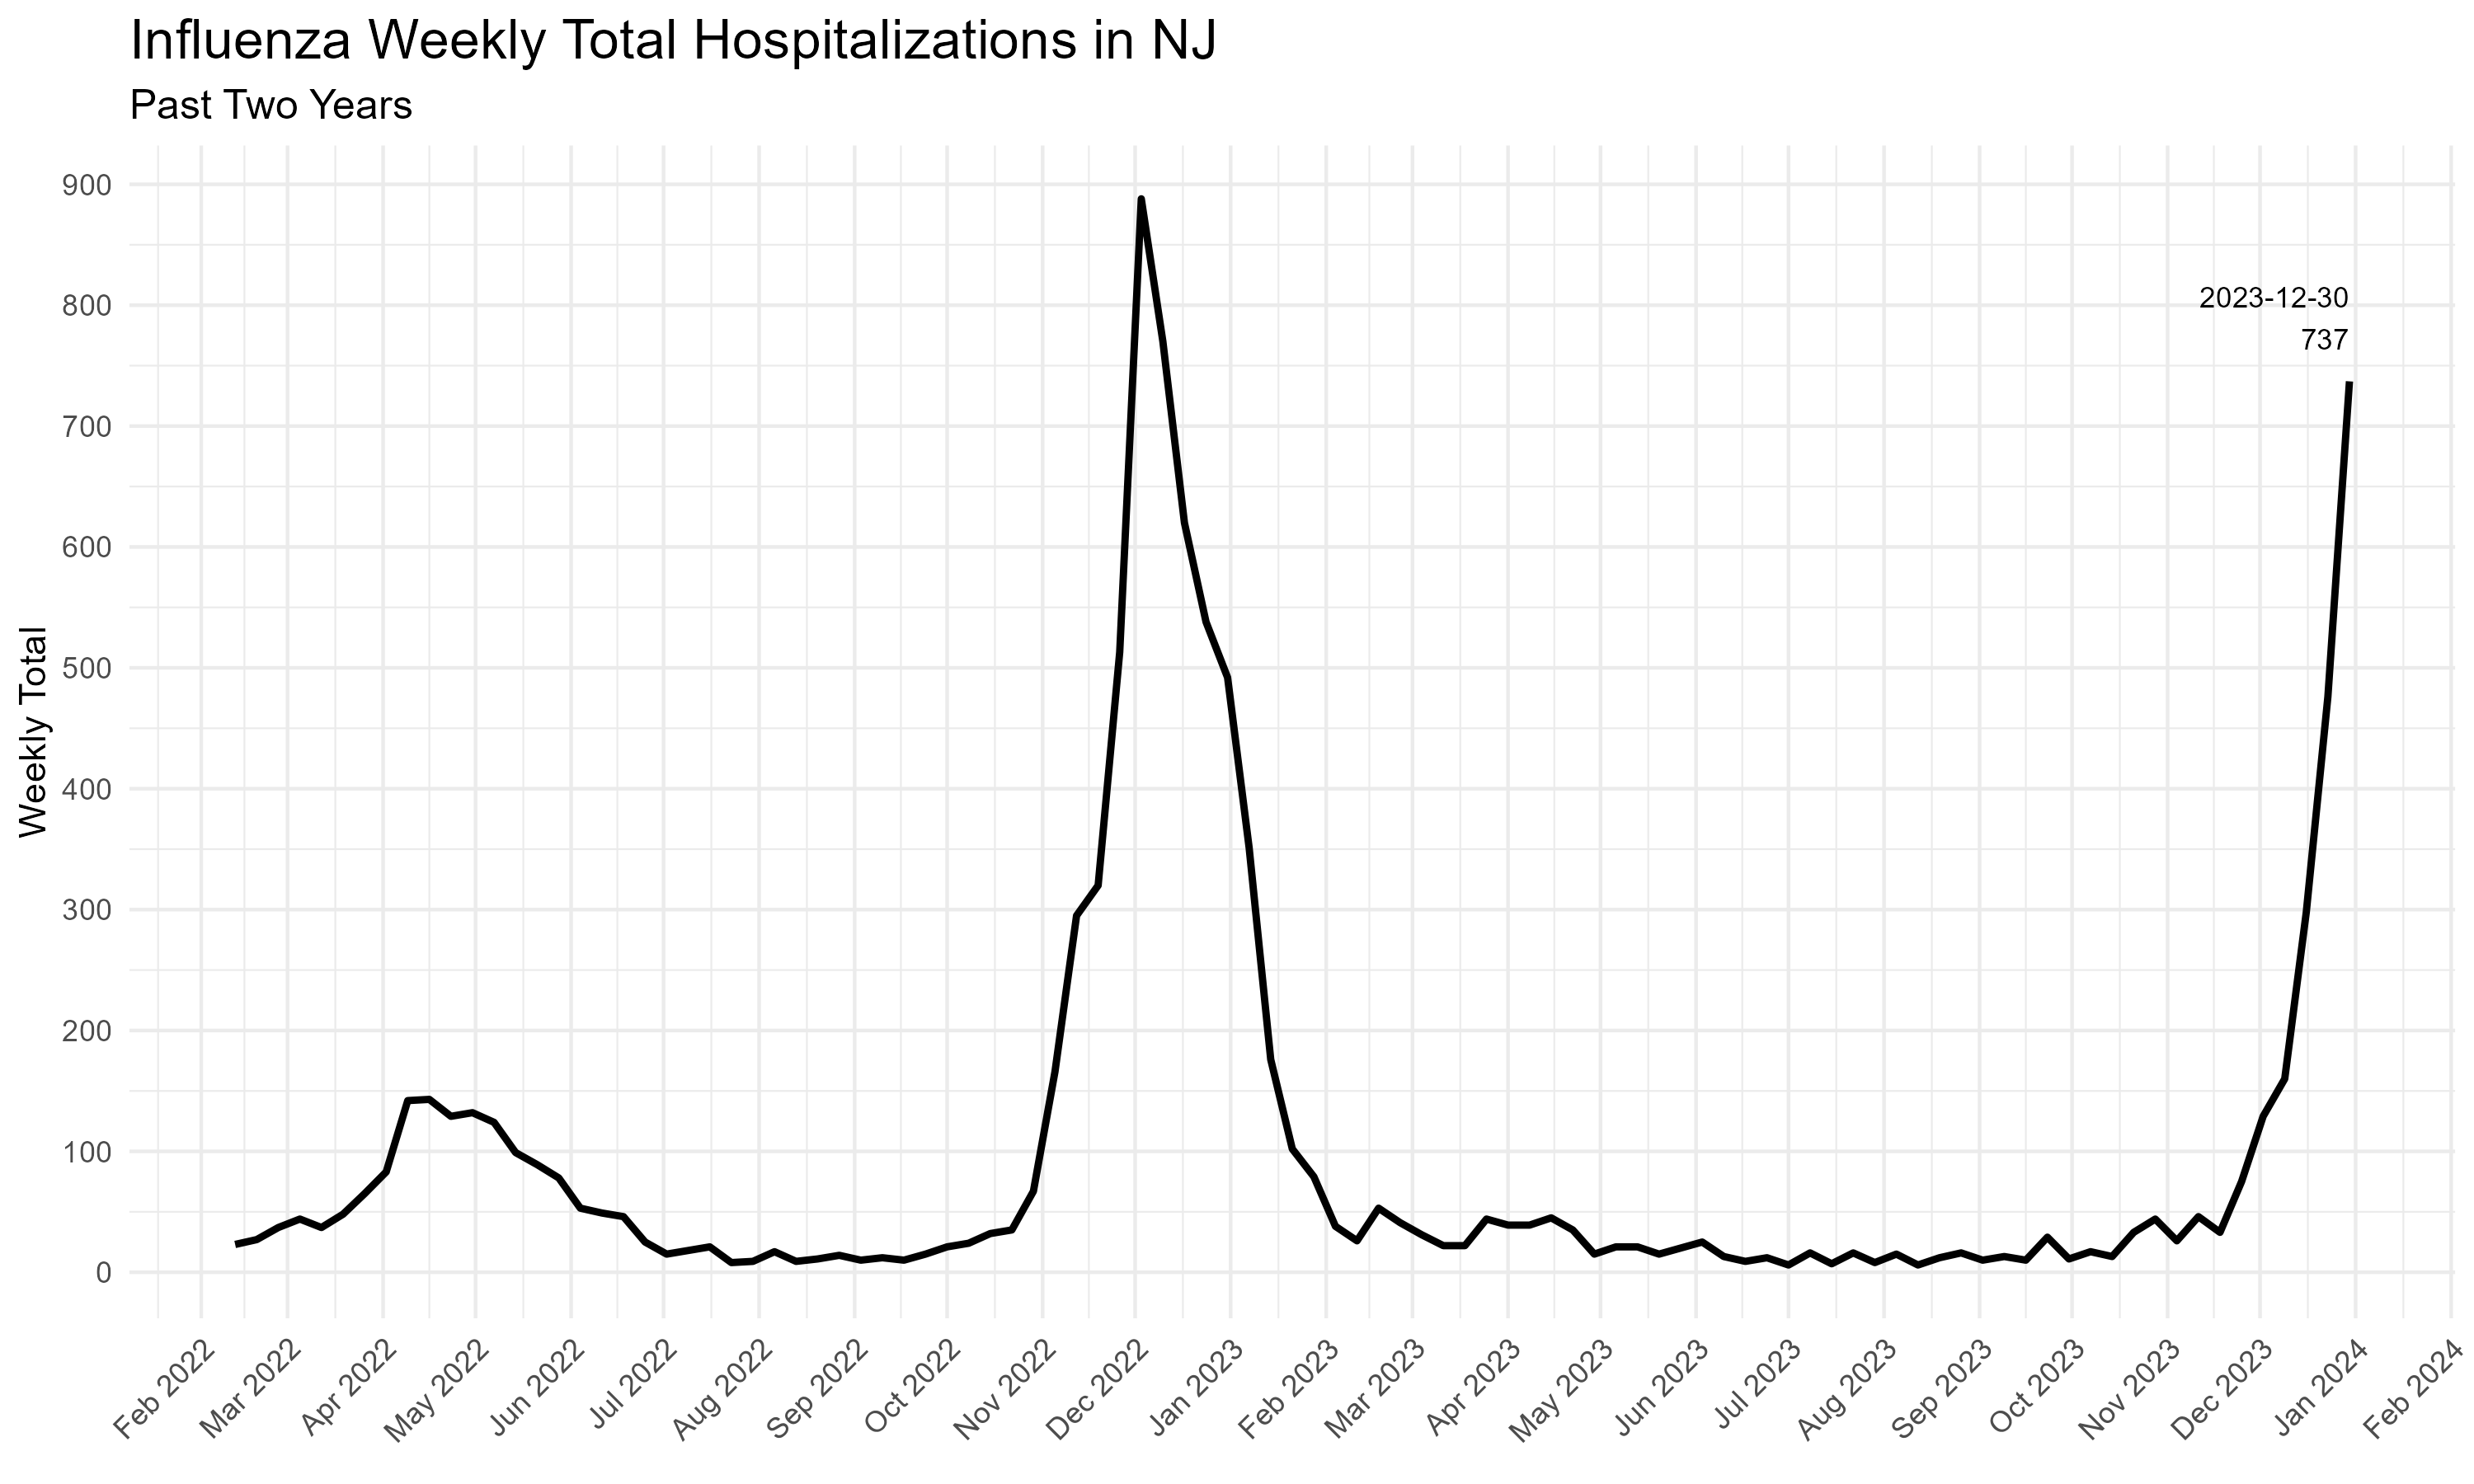 Influenza Weekly Total Hospitalizations in NJ
Past Two Years
Weekly Total
900
800
700
600
500
400
300
200
100
0
2023-12-30
737
Feb 2022
Mar 2022
Apr 2022
May 2022
Jun 2022
Jul 2022
Aug 2022
Sep 2022
Oct 2022
Nov 2022
Dec 2022
Jan 2023
Feb 2023
Mar 2023
Apr 2023
May 2023
Jun 2023
Jul 2023
Aug 2023
Sep 2023
Oct 2023
Nov 2023
Dec 2023
Jan 2024
Feb 2024